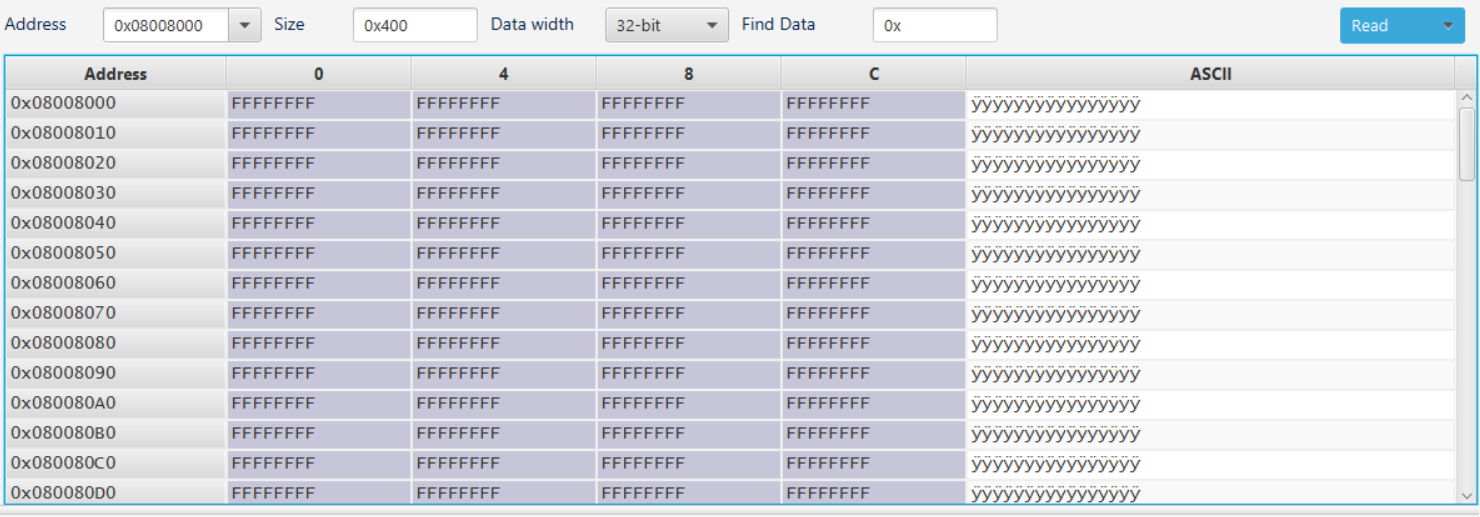 Address 0x08008000 Size 0x400 Data width 32-bit Find Data 0x Read
Address 0 4 8 C ASCII
0x08008000 FFFFFFFF FFFFFFFF FFFFFFFF FFFFFFFF ÿÿÿÿÿÿÿÿÿÿÿÿÿÿÿÿ
0x08008010 FFFFFFFF FFFFFFFF FFFFFFFF FFFFFFFF ÿÿÿÿÿÿÿÿÿÿÿÿÿÿÿÿ
0x08008020 FFFFFFFF FFFFFFFF FFFFFFFF FFFFFFFF ÿÿÿÿÿÿÿÿÿÿÿÿÿÿÿÿ
0x08008030 FFFFFFFF FFFFFFFF FFFFFFFF FFFFFFFF ÿÿÿÿÿÿÿÿÿÿÿÿÿÿÿÿ
0x08008040 FFFFFFFF FFFFFFFF FFFFFFFF FFFFFFFF ÿÿÿÿÿÿÿÿÿÿÿÿÿÿÿÿ
0x08008050 FFFFFFFF FFFFFFFF FFFFFFFF FFFFFFFF ÿÿÿÿÿÿÿÿÿÿÿÿÿÿÿÿ
0x08008060 FFFFFFFF FFFFFFFF FFFFFFFF FFFFFFFF ÿÿÿÿÿÿÿÿÿÿÿÿÿÿÿÿ
0x08008070 FFFFFFFF FFFFFFFF FFFFFFFF FFFFFFFF ÿÿÿÿÿÿÿÿÿÿÿÿÿÿÿÿ
0x08008080 FFFFFFFF FFFFFFFF FFFFFFFF FFFFFFFF ÿÿÿÿÿÿÿÿÿÿÿÿÿÿÿÿ
0x08008090 FFFFFFFF FFFFFFFF FFFFFFFF FFFFFFFF ÿÿÿÿÿÿÿÿÿÿÿÿÿÿÿÿ
0x080080A0 FFFFFFFF FFFFFFFF FFFFFFFF FFFFFFFF ÿÿÿÿÿÿÿÿÿÿÿÿÿÿÿÿ
0x080080B0 FFFFFFFF FFFFFFFF FFFFFFFF FFFFFFFF ÿÿÿÿÿÿÿÿÿÿÿÿÿÿÿÿ
0x080080C0 FFFFFFFF FFFFFFFF FFFFFFFF FFFFFFFF ÿÿÿÿÿÿÿÿÿÿÿÿÿÿÿÿ
0x080080D0 FFFFFFFF FFFFFFFF FFFFFFFF FFFFFFFF ÿÿÿÿÿÿÿÿÿÿÿÿÿÿÿÿ